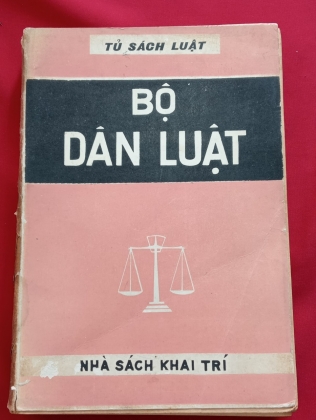 TỦ SÁCH LUẬT
BỘ
DÂN LUẬT
NHÀ SÁCH KHAI TRÍ